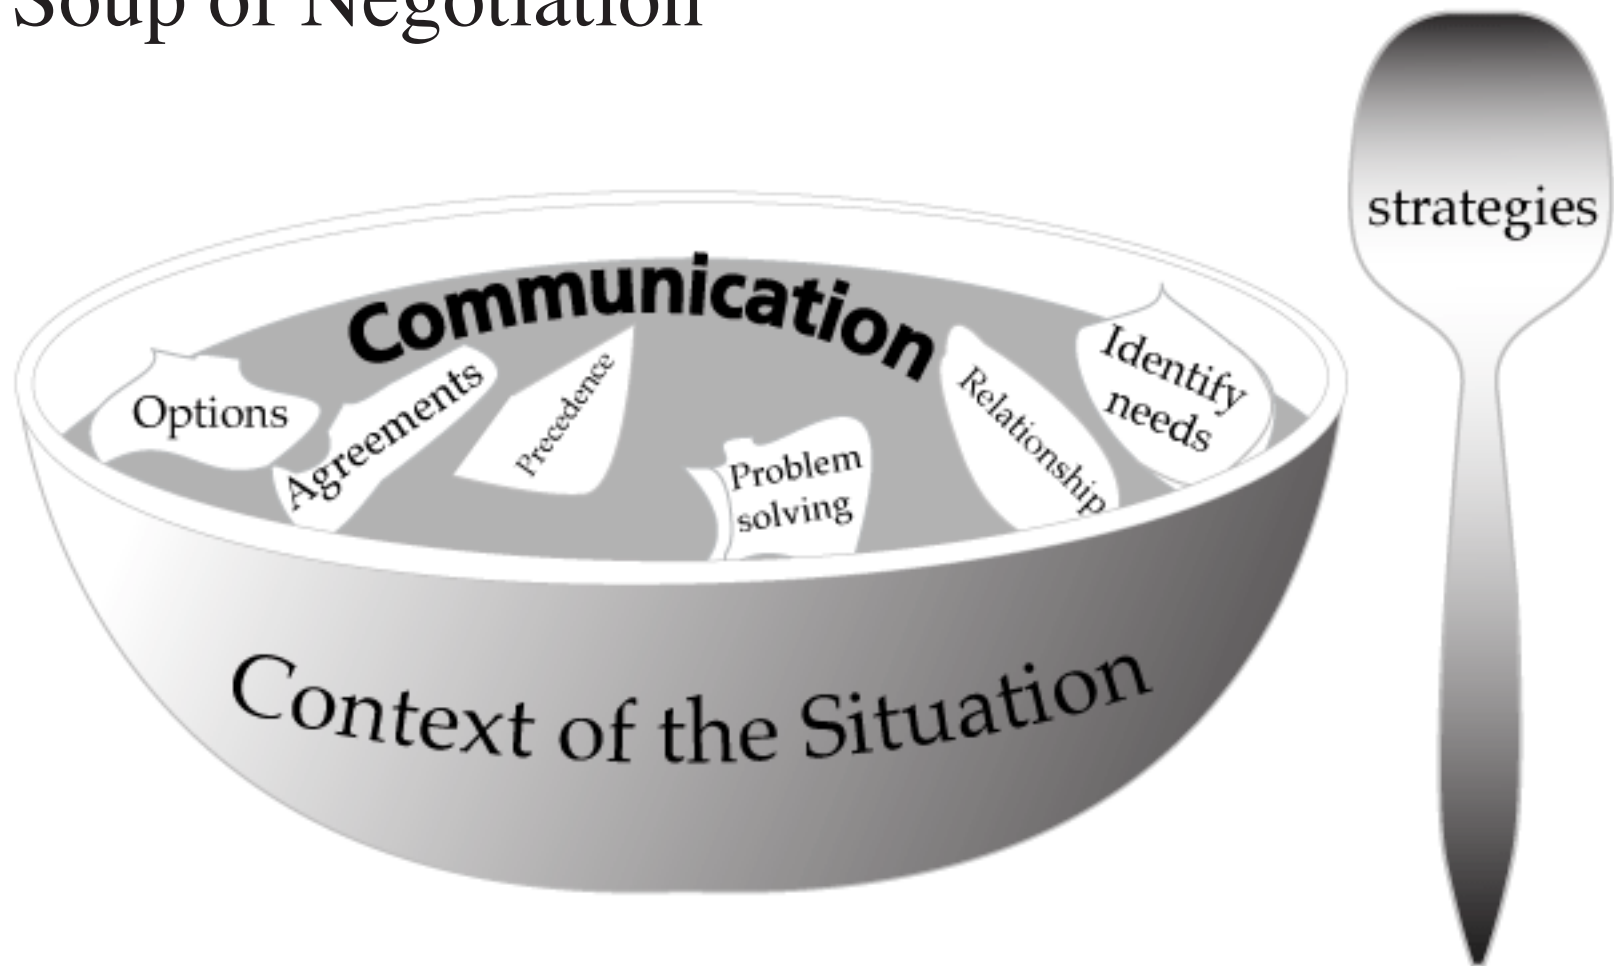 Soup of Negotiation
strategies
Communication
Options
Agreements
Precedence
Problem
solving
Relationship
Identify
needs
Context of the Situation